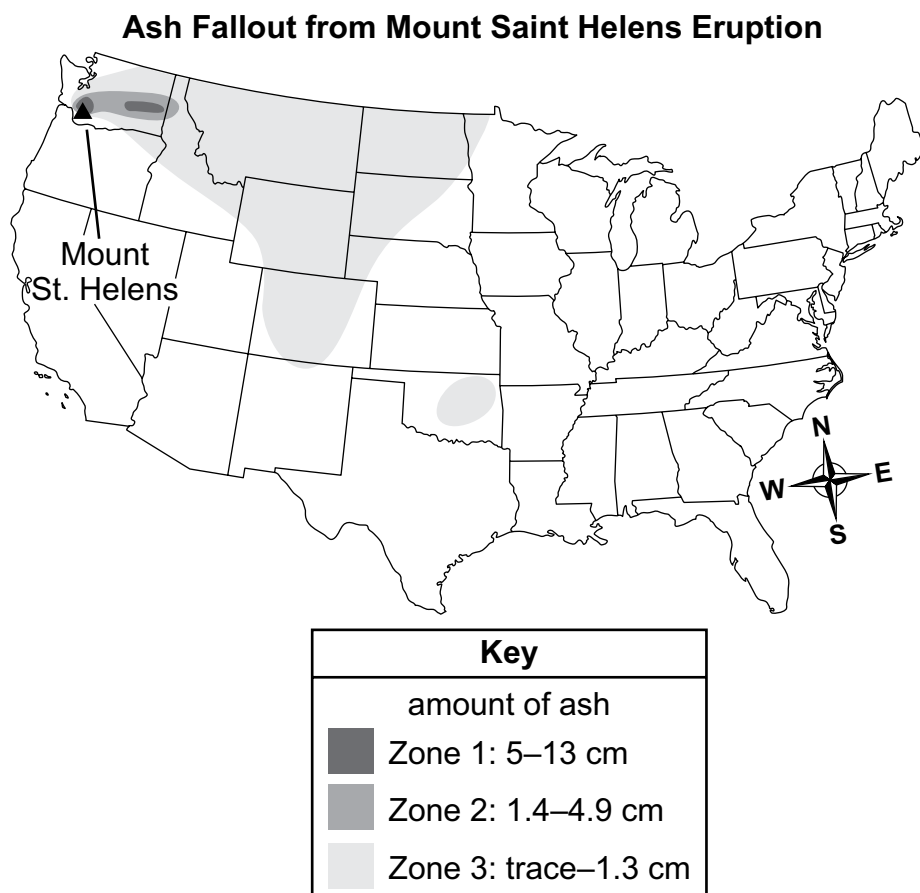 Ash Fallout from Mount Saint Helens Eruption
Mount
St. Helens
N
W
E
S
Key
amount of ash
Zone 1: 5–13 cm
Zone 2: 1.4–4.9 cm
Zone 3: trace–1.3 cm